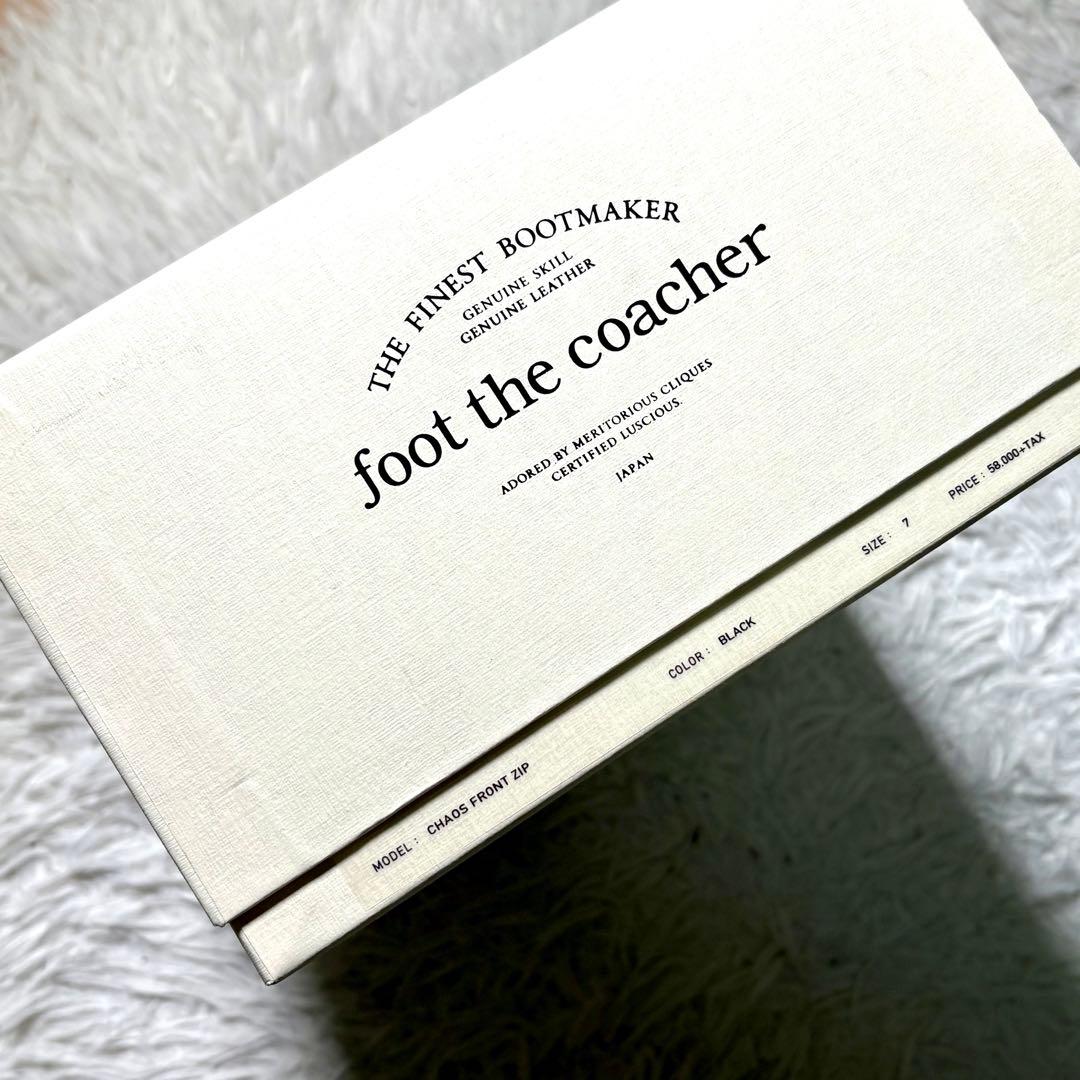 THE FINEST BOOTMAKER
GENUINE SKILL
GENUINE LEATHER
foot the coacher
ADORED BY MERITORIOUS CLIQUES
CERTIFIED LUSCIOUS.
JAPAN
MODEL : CHAOS FRONT ZIP COLOR : BLACK SIZE : 7 PRICE : 58.000+TAX